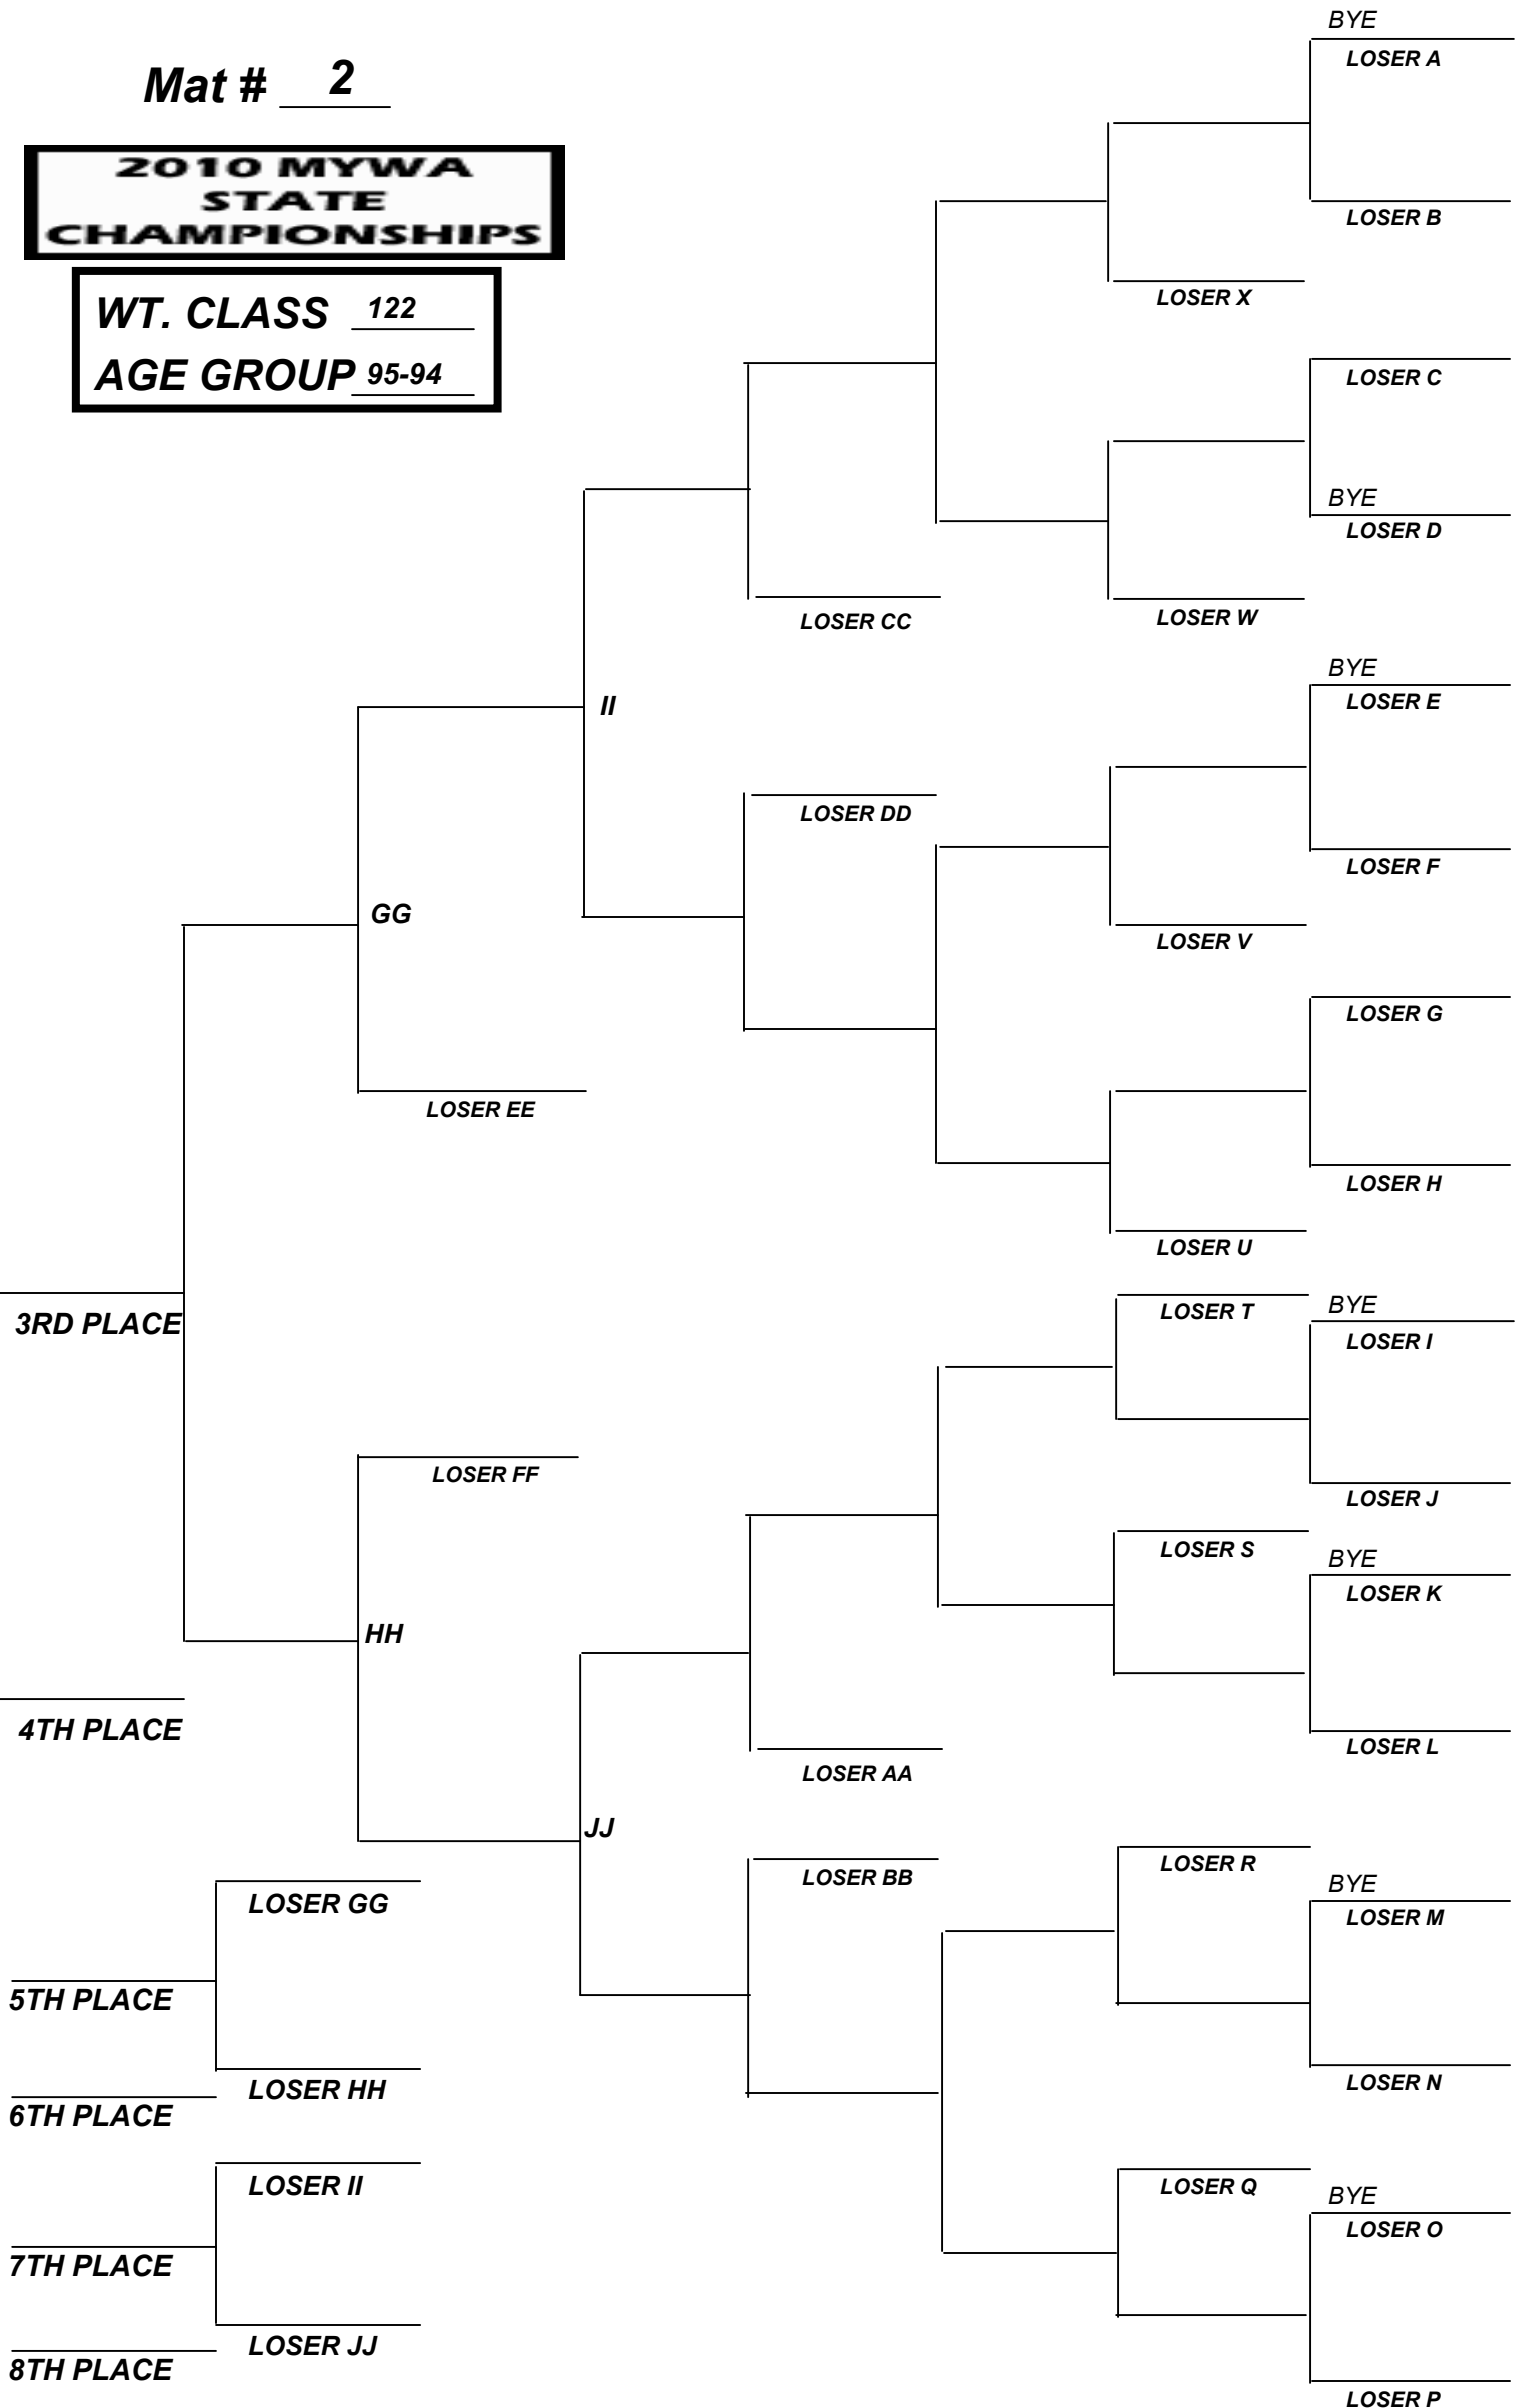 Mat # 2
2010 MYWA
STATE
CHAMPIONSHIPS
WT. CLASS 122
AGE GROUP 95-94
BYE
LOSER A
LOSER B
LOSER X
LOSER C
BYE
LOSER D
LOSER CC
LOSER W
BYE
LOSER E
II
LOSER DD
LOSER F
GG
LOSER V
LOSER G
LOSER EE
LOSER H
LOSER U
3RD PLACE
LOSER T
BYE
LOSER I
LOSER FF
LOSER J
LOSER S
BYE
LOSER K
HH
4TH PLACE
LOSER L
LOSER AA
JJ
LOSER BB
LOSER R
BYE
LOSER M
LOSER GG
5TH PLACE
LOSER N
LOSER HH
6TH PLACE
LOSER II
LOSER Q
BYE
LOSER O
7TH PLACE
LOSER JJ
8TH PLACE
LOSER P